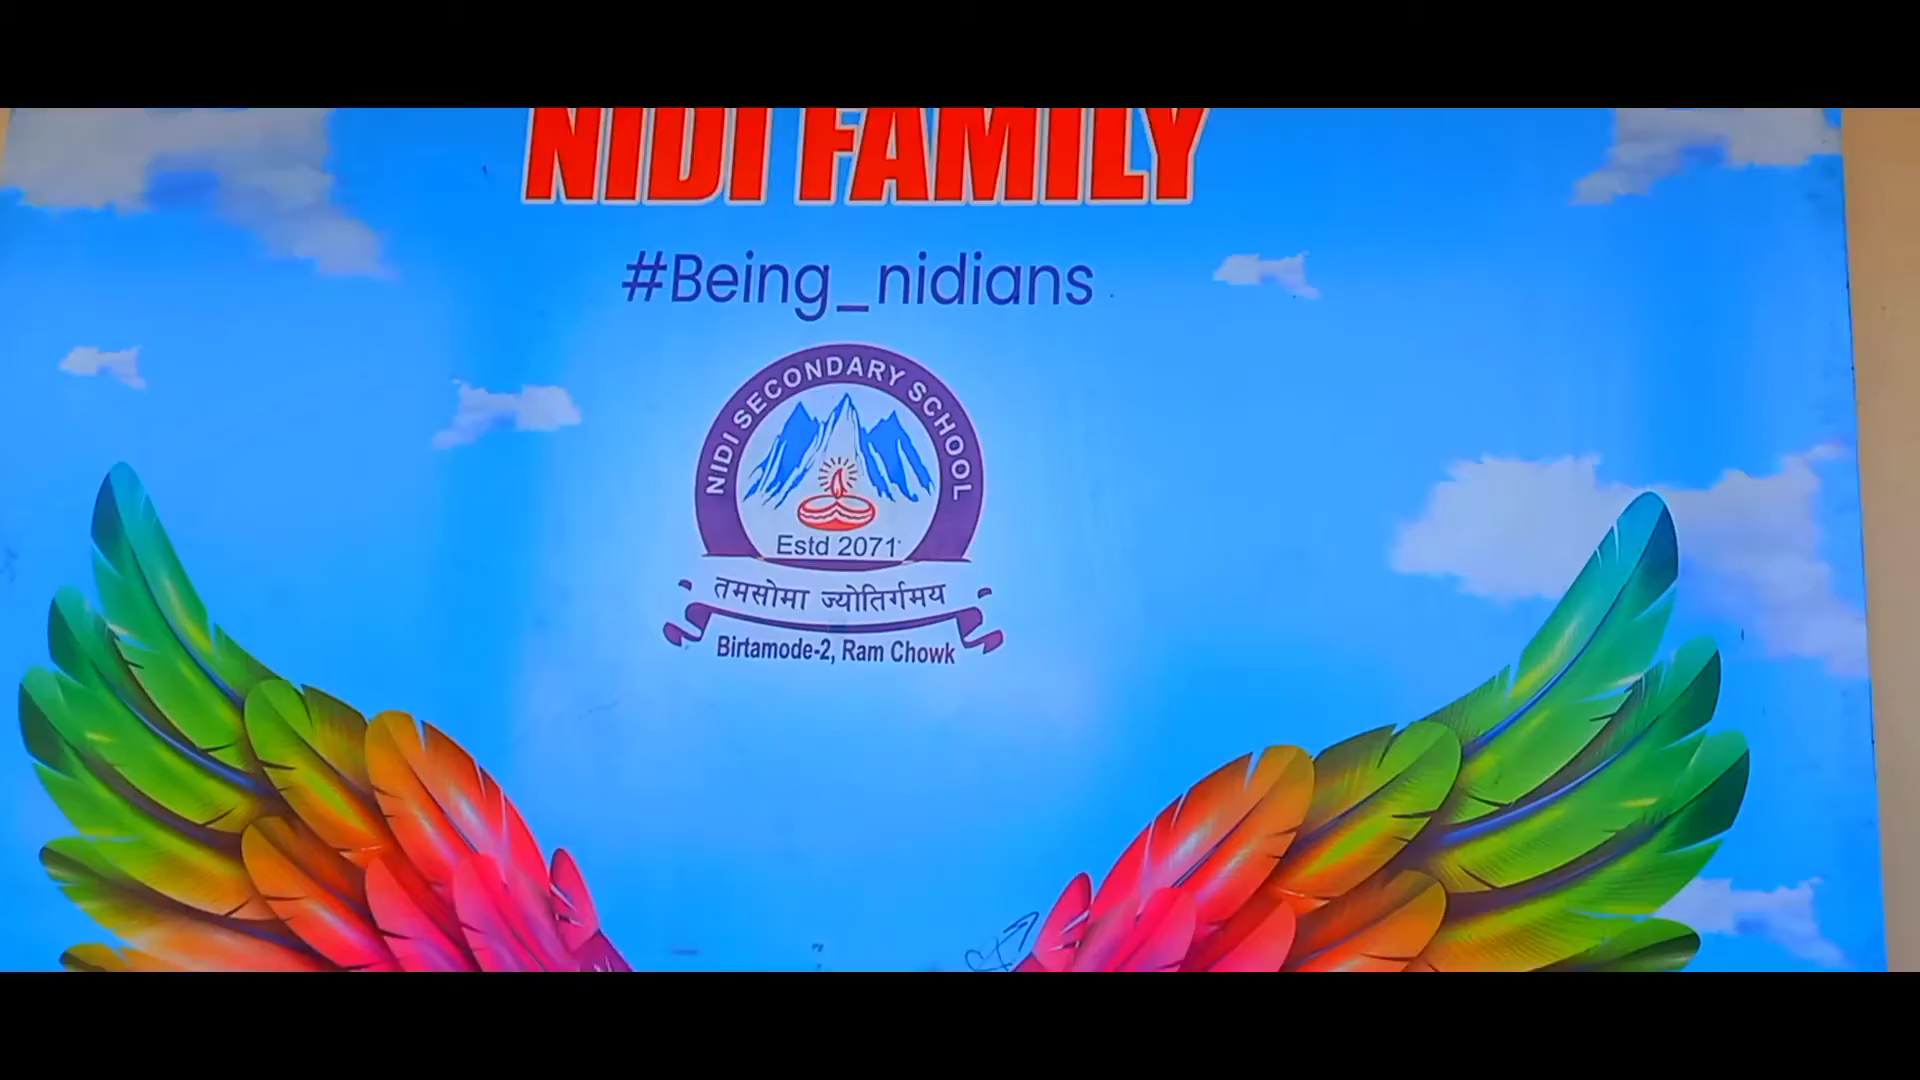 NIDI FAMILY
#Being_nidians
NIDI SECONDARY SCHOOL
Estd 2071
तमसोमा ज्योतिर्गमय
Birtamode-2, Ram Chowk